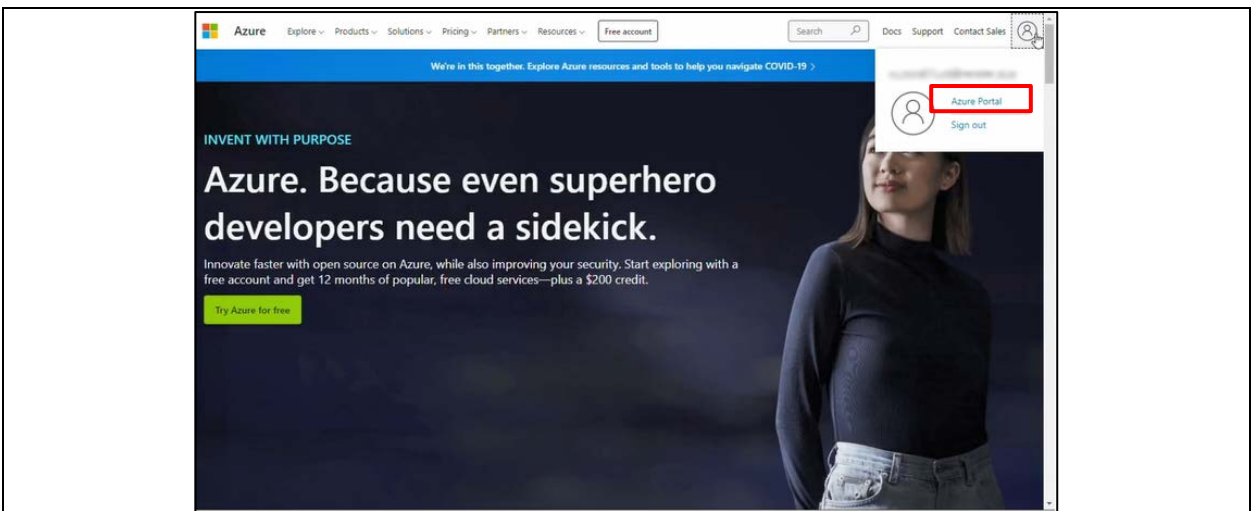 Azure Explore Products Solutions Pricing Partners Resources Free account Search Docs Support Contact Sales
We're in this together. Explore Azure resources and tools to help you navigate COVID-19 >
Azure Portal
Sign out
INVENT WITH PURPOSE
Azure. Because even superhero
developers need a sidekick.
Innovate faster with open source on Azure, while also improving your security. Start exploring with a
free account and get 12 months of popular, free cloud services—plus a $200 credit.
Try Azure for free